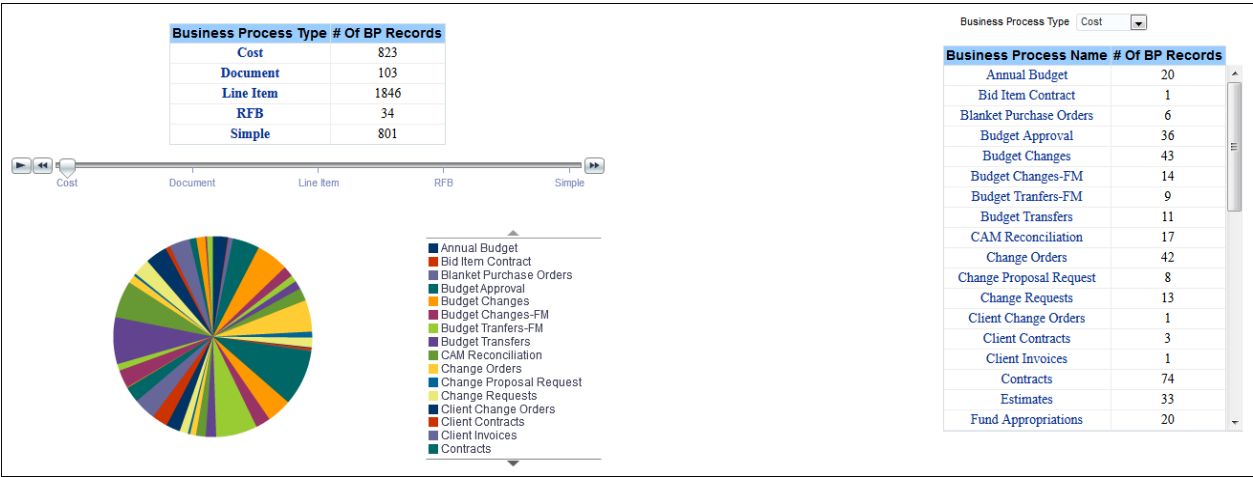 Business Process Type # Of BP Records
Cost 823
Document 103
Line Item 1846
RFB 34
Simple 801
Cost Document Line Item RFB Simple
Annual Budget
Bid Item Contract
Blanket Purchase Orders
Budget Approval
Budget Changes
Budget Changes-FM
Budget Tranfers-FM
Budget Transfers
CAM Reconciliation
Change Orders
Change Proposal Request
Change Requests
Client Change Orders
Client Contracts
Client Invoices
Contracts
Business Process Type Cost
Business Process Name # Of BP Records
Annual Budget 20
Bid Item Contract 1
Blanket Purchase Orders 6
Budget Approval 36
Budget Changes 43
Budget Changes-FM 14
Budget Tranfers-FM 9
Budget Transfers 11
CAM Reconciliation 17
Change Orders 42
Change Proposal Request 8
Change Requests 13
Client Change Orders 1
Client Contracts 3
Client Invoices 1
Contracts 74
Estimates 33
Fund Appropriations 20